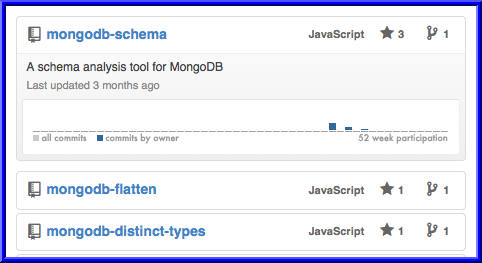 mongodb-schema JavaScript 3 1
A schema analysis tool for MongoDB
Last updated 3 months ago
all commits commits by owner 52 week participation
mongodb-flatten JavaScript 1 1
mongodb-distinct-types JavaScript 1 1